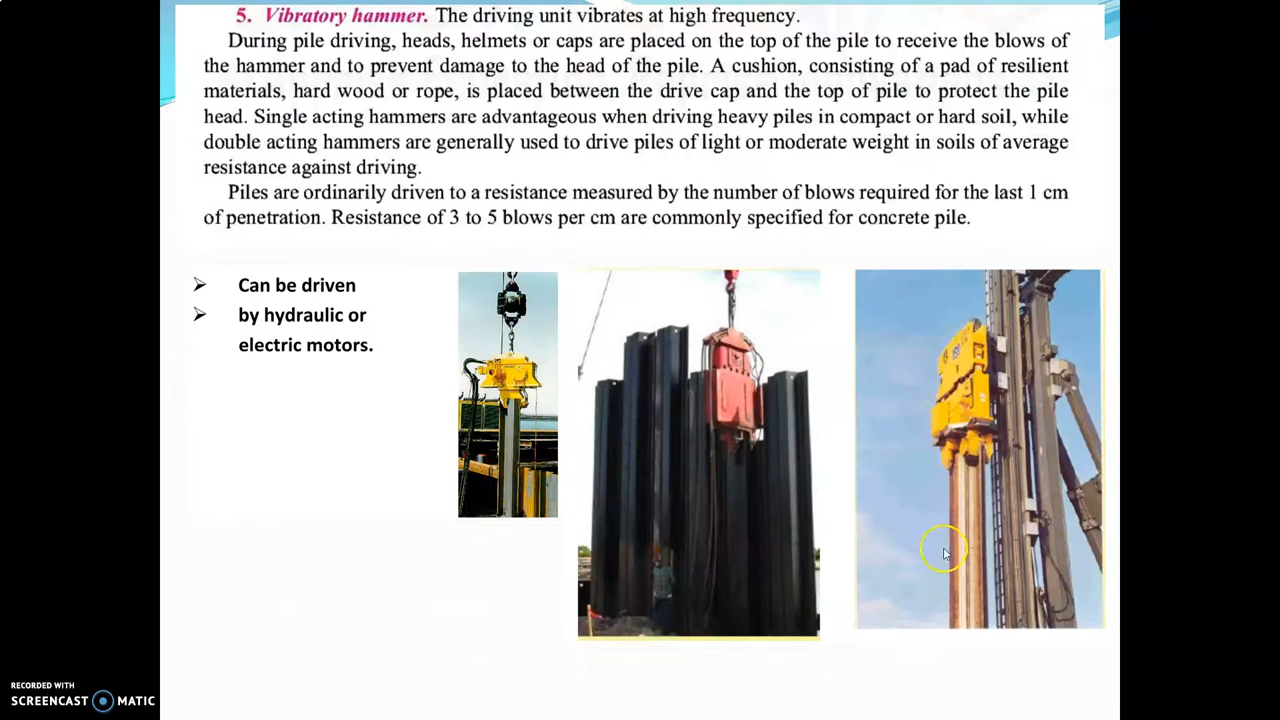 5. Vibratory hammer. The driving unit vibrates at high frequency.
During pile driving, heads, helmets or caps are placed on the top of the pile to receive the blows of
the hammer and to prevent damage to the head of the pile. A cushion, consisting of a pad of resilient
materials, hard wood or rope, is placed between the drive cap and the top of pile to protect the pile
head. Single acting hammers are advantageous when driving heavy piles in compact or hard soil, while
double acting hammers are generally used to drive piles of light or moderate weight in soils of average
resistance against driving.
Piles are ordinarily driven to a resistance measured by the number of blows required for the last 1 cm
of penetration. Resistance of 3 to 5 blows per cm are commonly specified for concrete pile.
➢ Can be driven
➢ by hydraulic or
electric motors.
RECORDED WITH
SCREENCAST MATIC